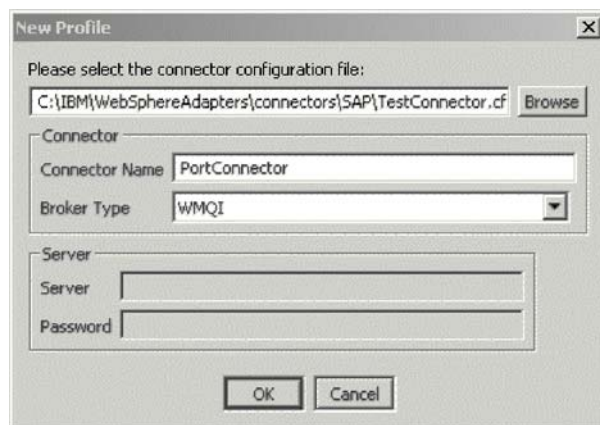 New Profile
Please select the connector configuration file:
C:\IBM\WebSphereAdapters\connectors\SAP\TestConnector.cf Browse
Connector
Connector Name PortConnector
Broker Type WMQI
Server
Server
Password
OK Cancel